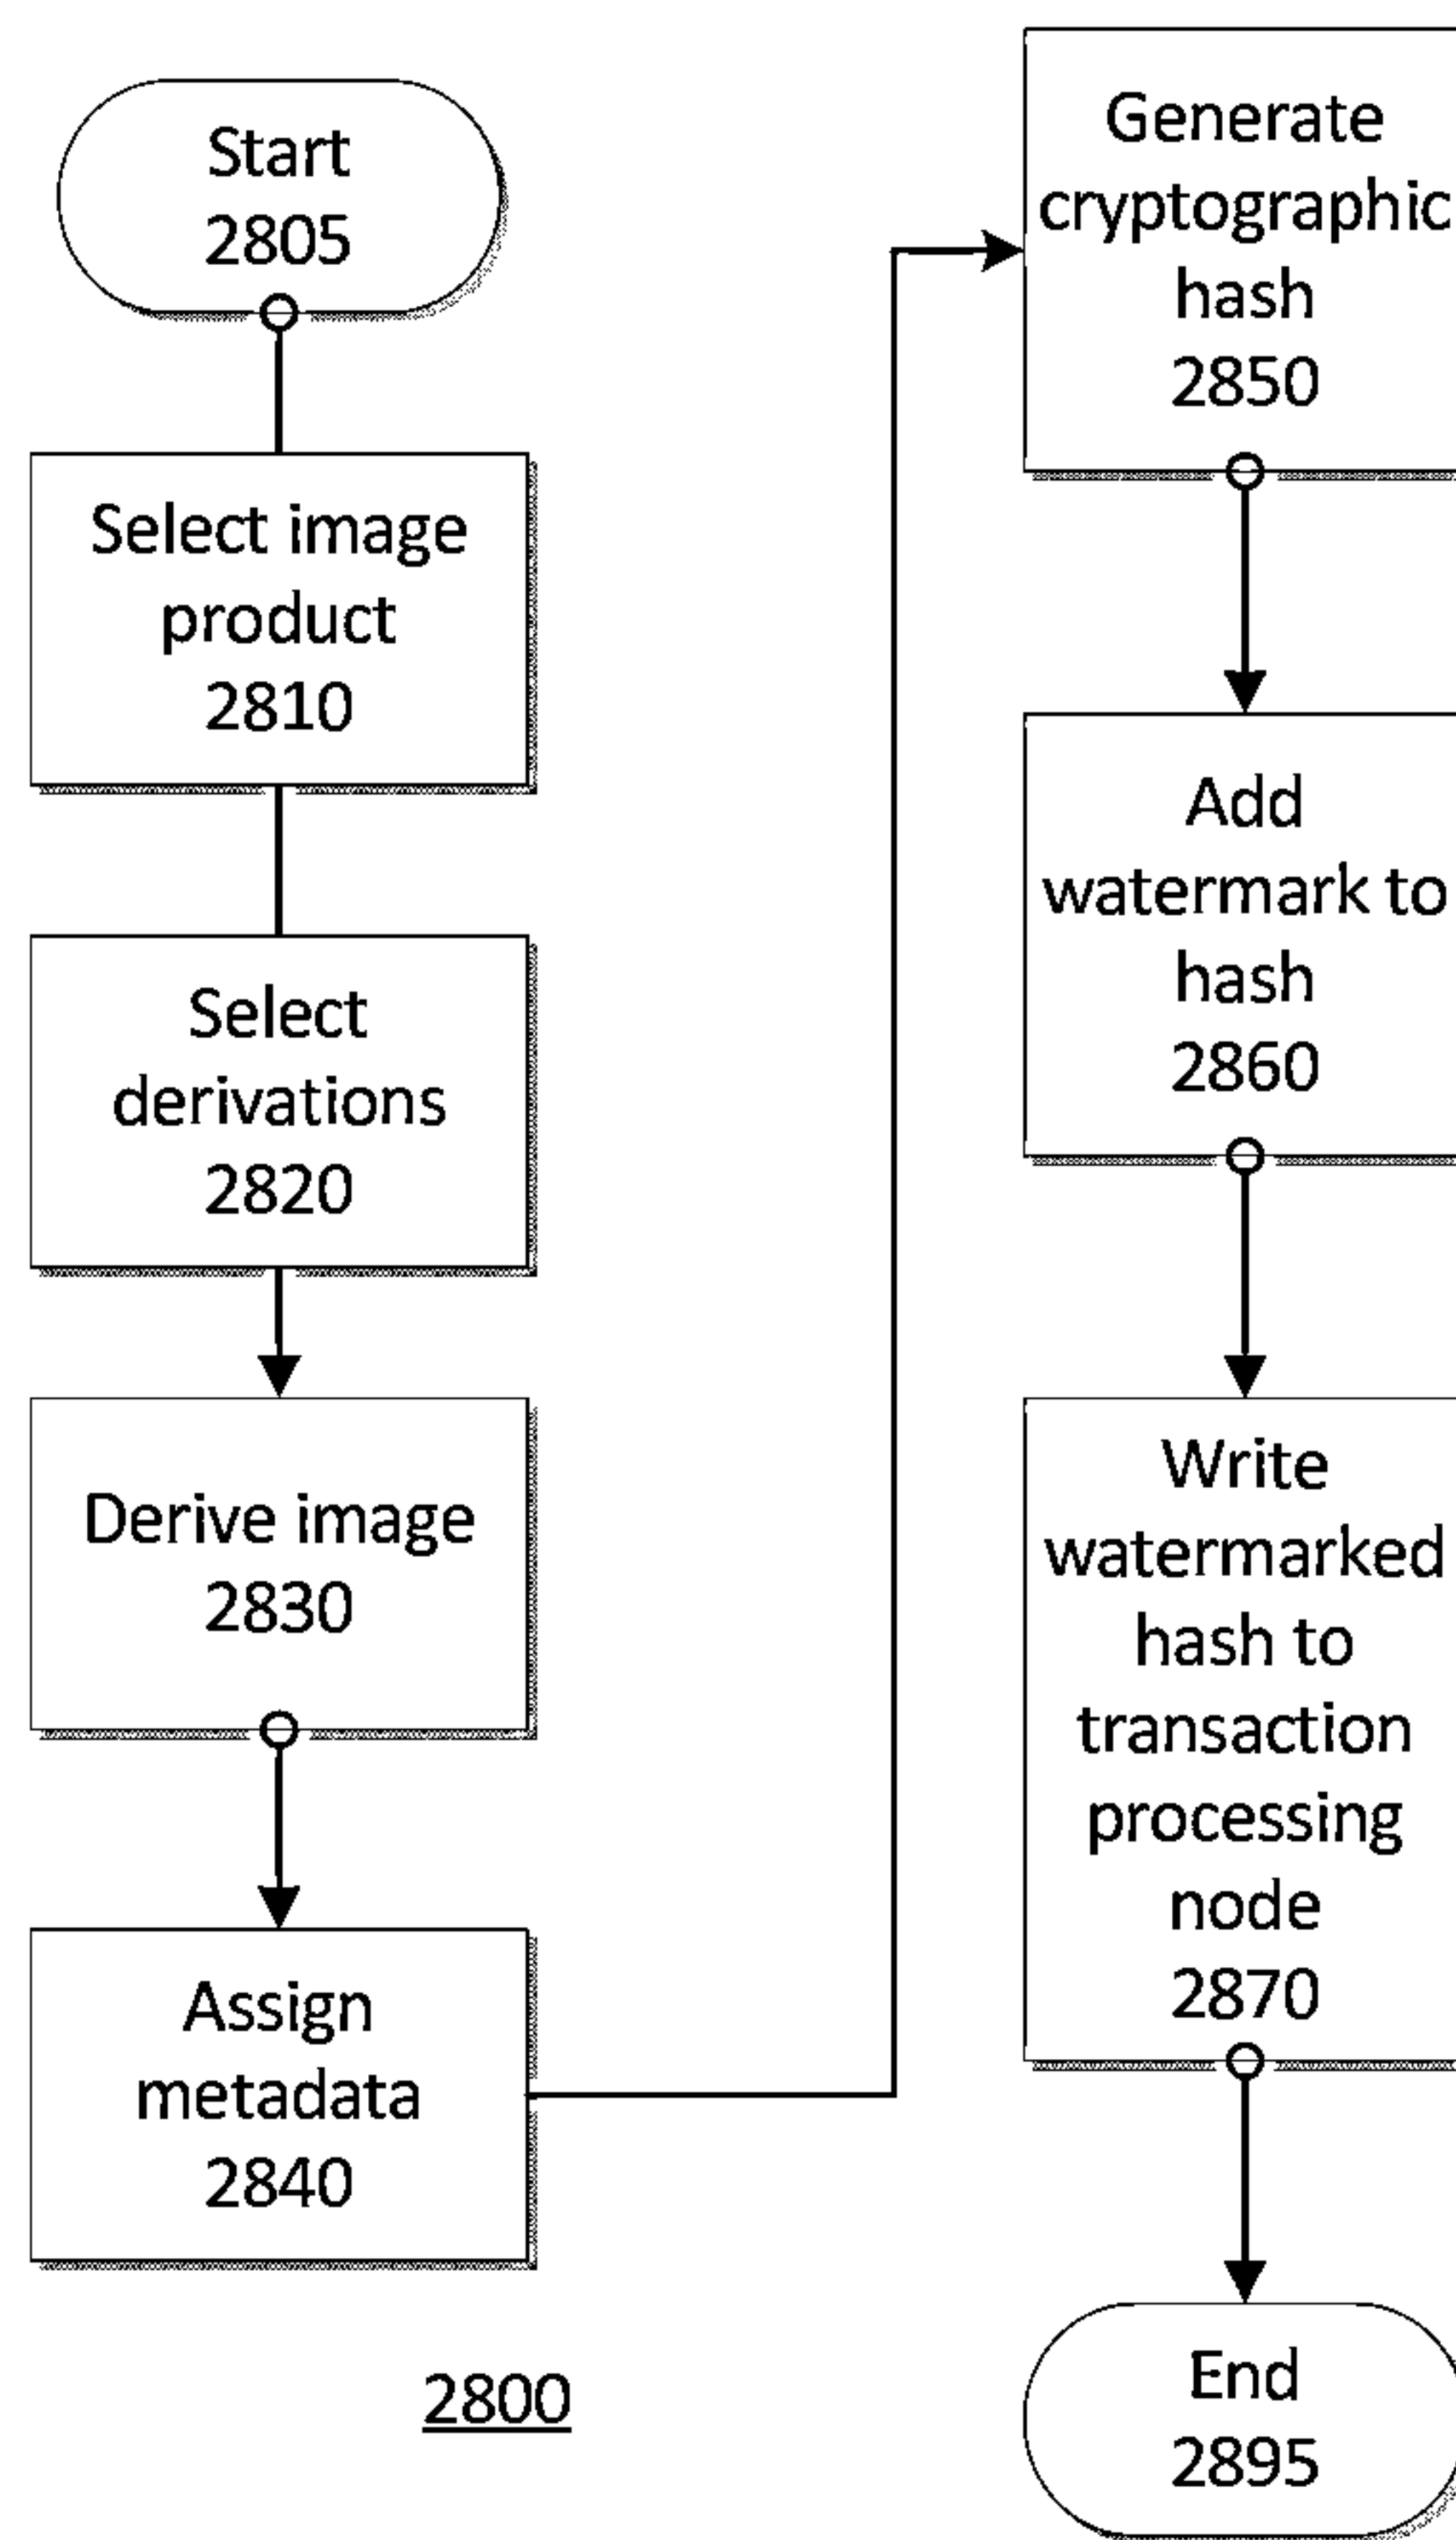 Start
2805
Select image
product
2810
Select
derivations
2820
Derive image
2830
Assign
metadata
2840
2800
Generate
cryptographic
hash
2850
Add
watermark to
hash
2860
Write
watermarked
hash to
transaction
processing
node
2870
End
2895